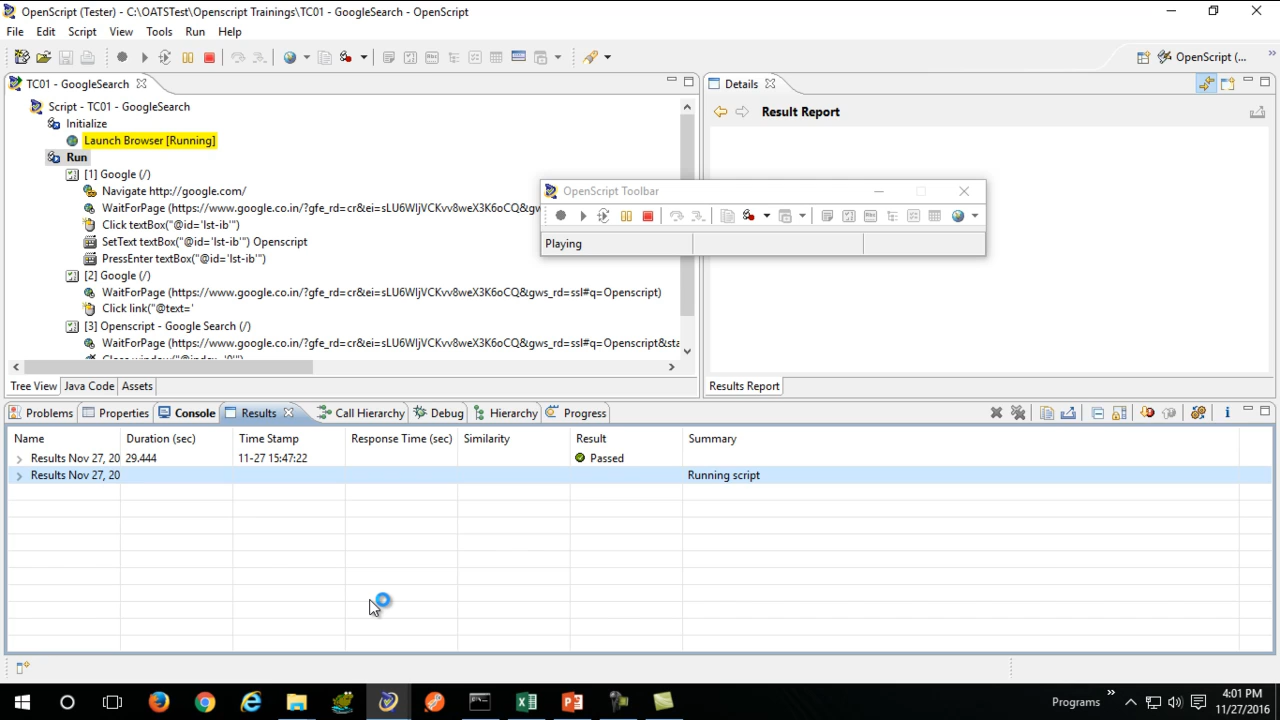 OpenScript (Tester) - C:\OATSTest\Openscript Trainings\TC01 - GoogleSearch - OpenScript
File Edit Script View Tools Run Help
OpenScript (...
TC01 - GoogleSearch
Script - TC01 - GoogleSearch
Initialize
Launch Browser [Running]
Run
[1] Google (/)
Navigate http://google.com/
WaitForPage (https://www.google.co.in/?gfe_rd=cr&ei=sLU6WIjVCKvv8weX3K6oCQ&gw
Click textBox("@id='lst-ib'")
SetText textBox("@id='lst-ib'") Openscript
PressEnter textBox("@id='lst-ib'")
[2] Google (/)
WaitForPage (https://www.google.co.in/?gfe_rd=cr&ei=sLU6WIjVCKvv8weX3K6oCQ&gws_rd=ssl#q=Openscript)
Click link("@text='
[3] Openscript - Google Search (/)
WaitForPage (https://www.google.co.in/?gfe_rd=cr&ei=sLU6WIjVCKvv8weX3K6oCQ&gws_rd=ssl#q=Openscript&sta
Tree View Java Code Assets
Details
Result Report
Results Report
OpenScript Toolbar
Playing
Problems Properties Console Results Call Hierarchy Debug Hierarchy Progress
Name Duration (sec) Time Stamp Response Time (sec) Similarity Result Summary
Results Nov 27, 20 29.444 11-27 15:47:22 Passed
Results Nov 27, 20 Running script
Programs
4:01 PM
11/27/2016